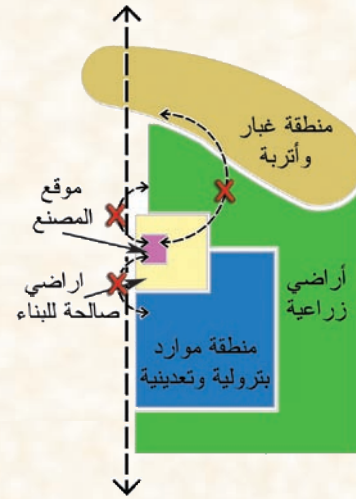 منطقة غبار
وأتربة
موقع
المصنع
اراضي
صالحة للبناء
أراضي
زراعية
منطقة موارد
بترولية وتعدينية